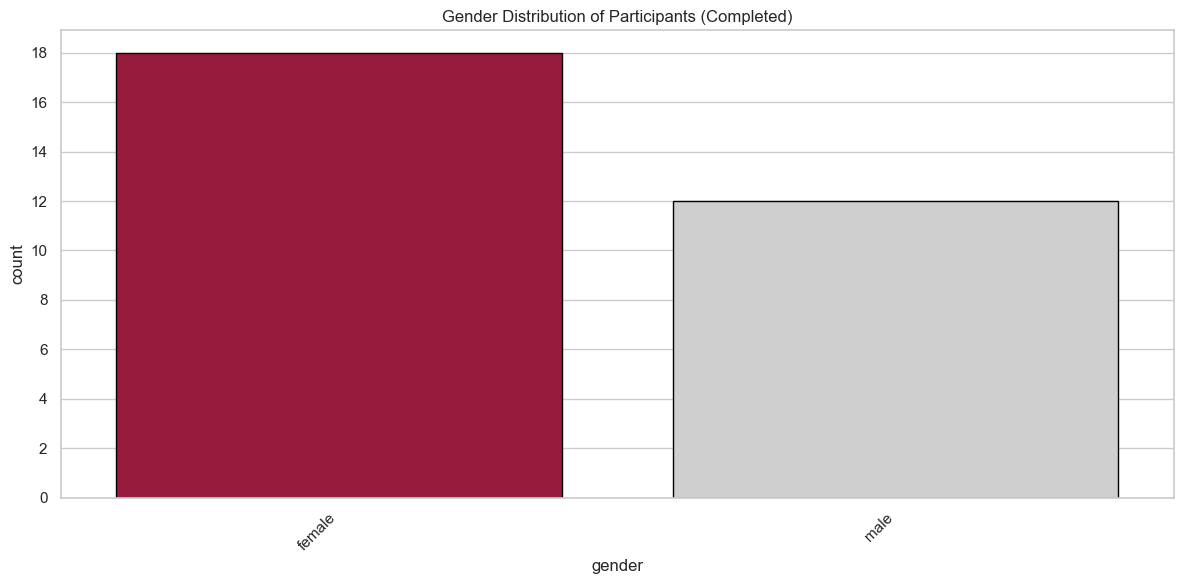 Gender Distribution of Participants (Completed)
18
16
14
12
10
8
6
4
2
0
count
female
male
gender